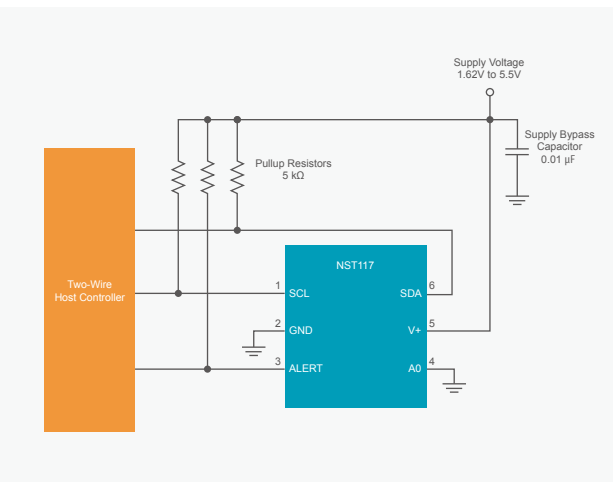 Supply Voltage
1.62V to 5.5V
Supply Bypass
Capacitor
0.01 μF
Pullup Resistors
5 kΩ
Two-Wire
Host Controller
NST117
1
SCL
SDA
6
2
GND
V+
5
3
ALERT
A0
4